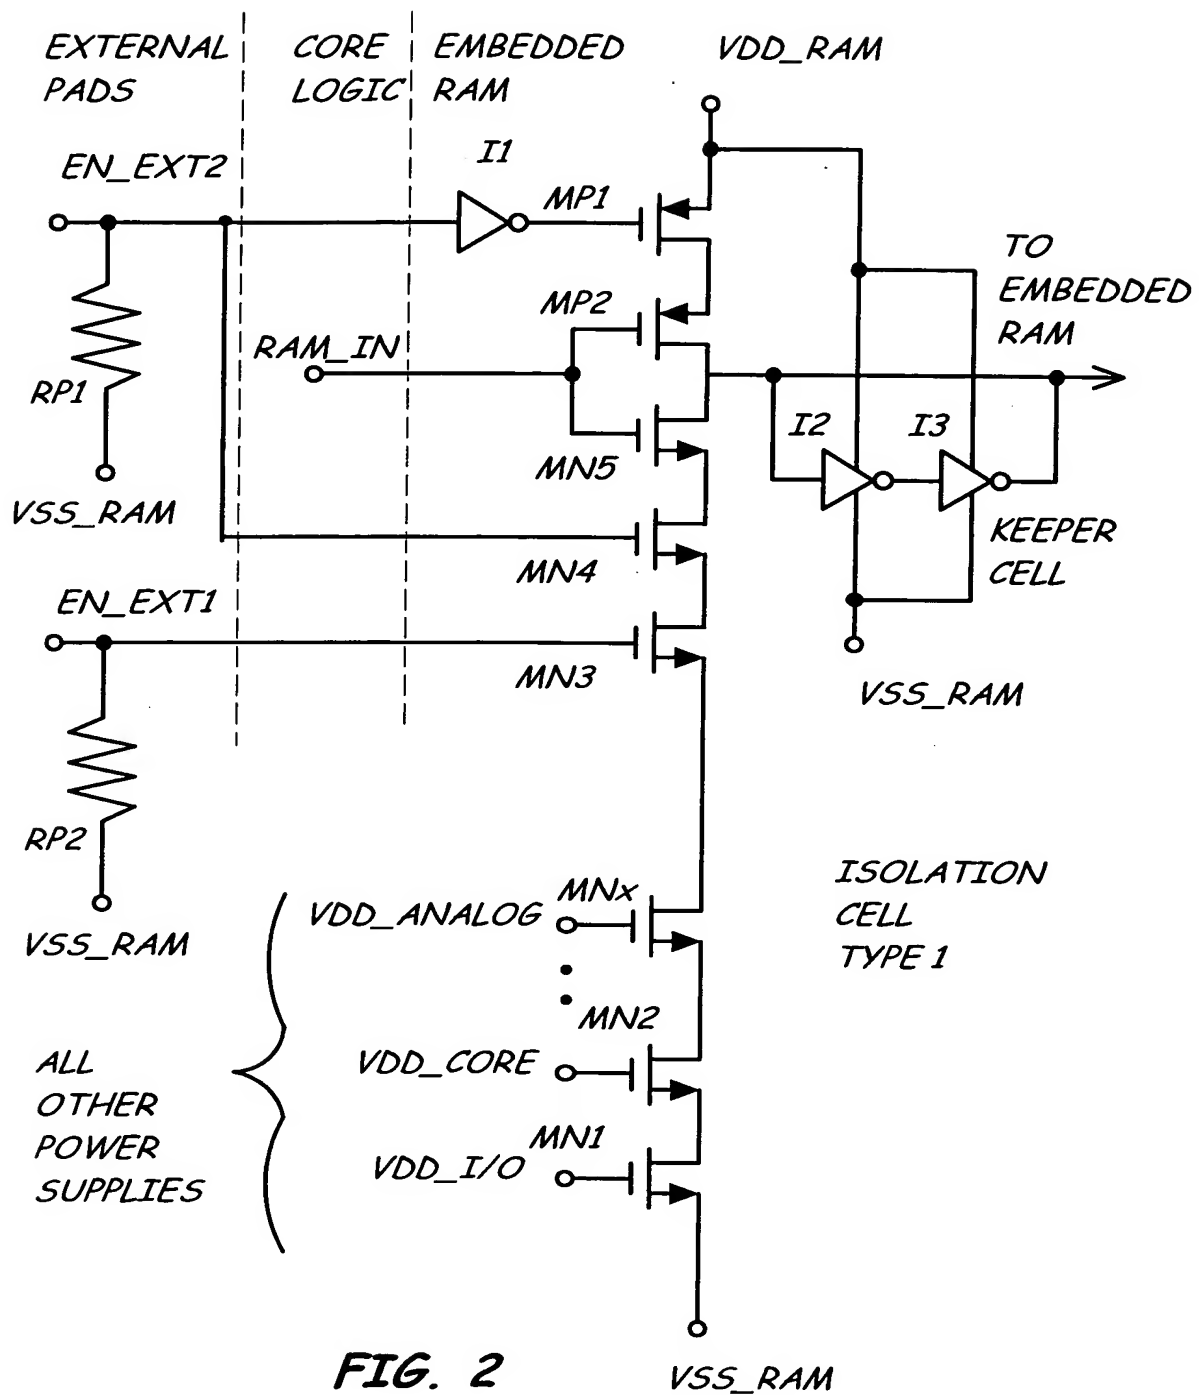 EXTERNAL PADS
CORE LOGIC
EMBEDDED RAM
VDD_RAM
EN_EXT2
I1
MP1
TO EMBEDDED RAM
MP2
RAM_IN
RP1
I2
I3
MN5
VSS_RAM
KEEPER CELL
MN4
EN_EXT1
MN3
VSS_RAM
RP2
ISOLATION CELL TYPE 1
MNx
VDD_ANALOG
VSS_RAM
MN2
ALL OTHER POWER SUPPLIES
VDD_CORE
MN1
VDD_I/O
FIG. 2
VSS_RAM